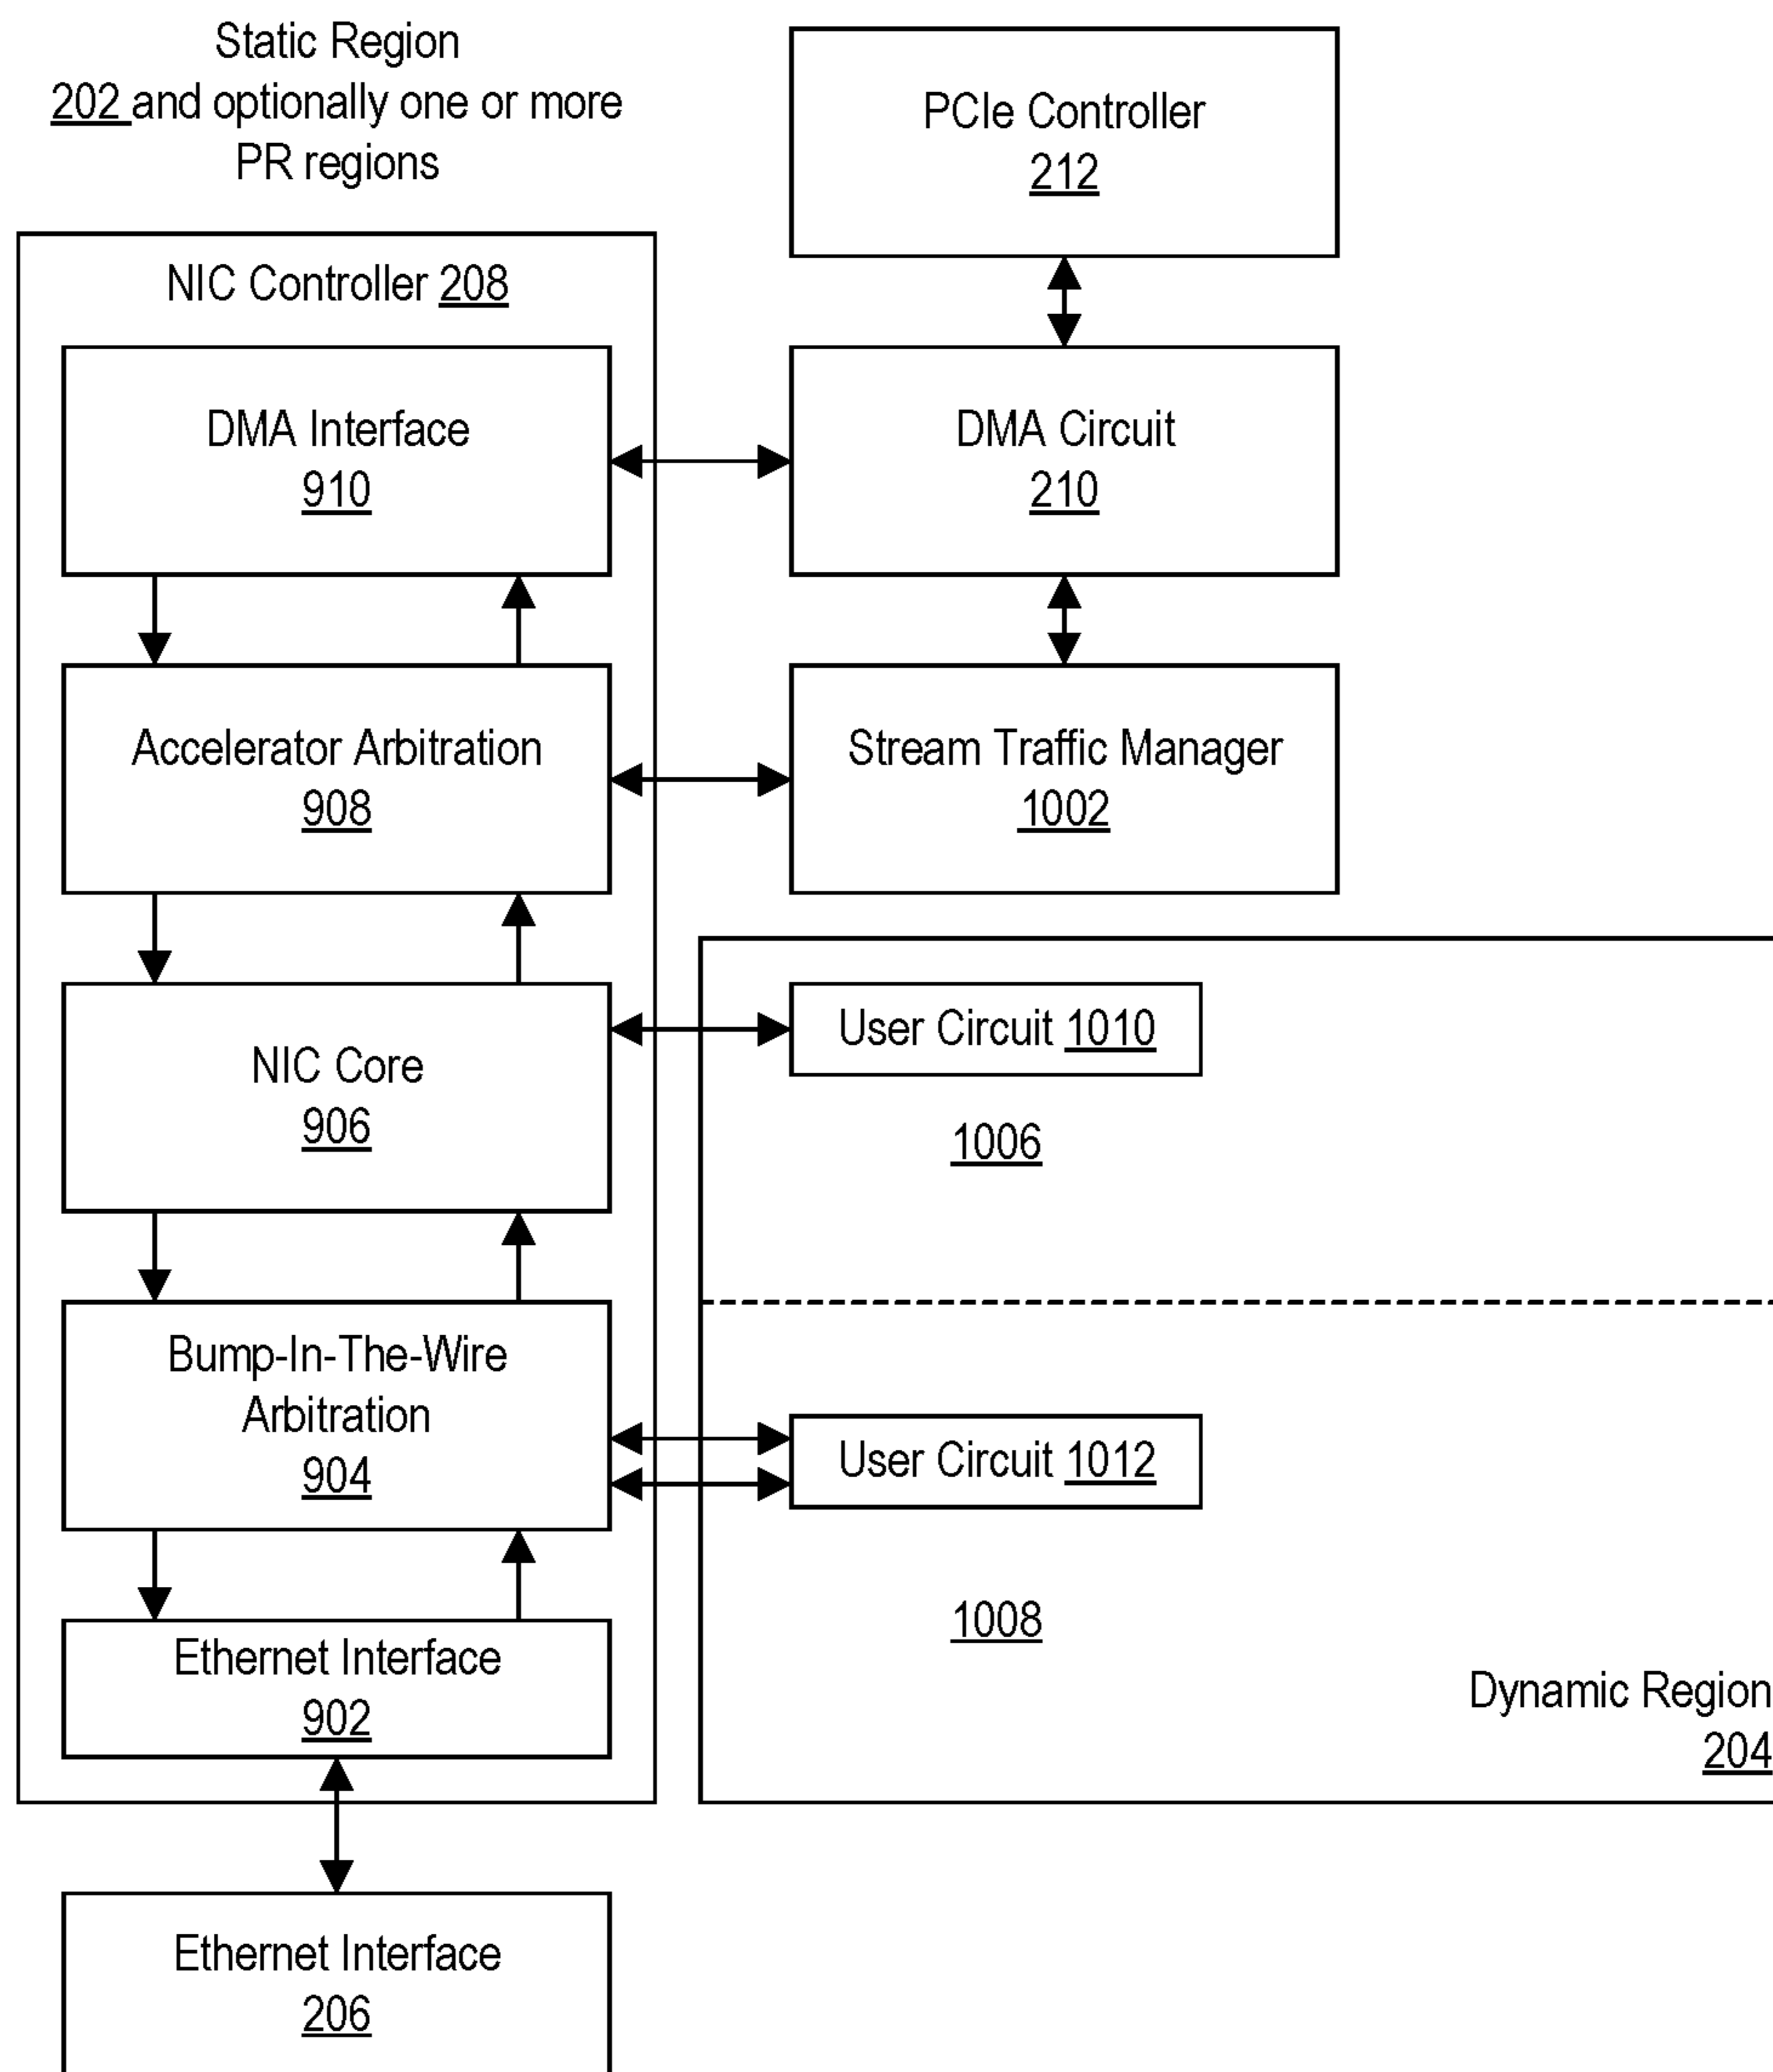 Static Region
202 and optionally one or more
PR regions
PCIe Controller
212
NIC Controller 208
DMA Interface
910
DMA Circuit
210
Accelerator Arbitration
908
Stream Traffic Manager
1002
NIC Core
906
User Circuit 1010
1006
Bump-In-The-Wire
Arbitration
904
User Circuit 1012
1008
Ethernet Interface
902
Dynamic Region
204
Ethernet Interface
206